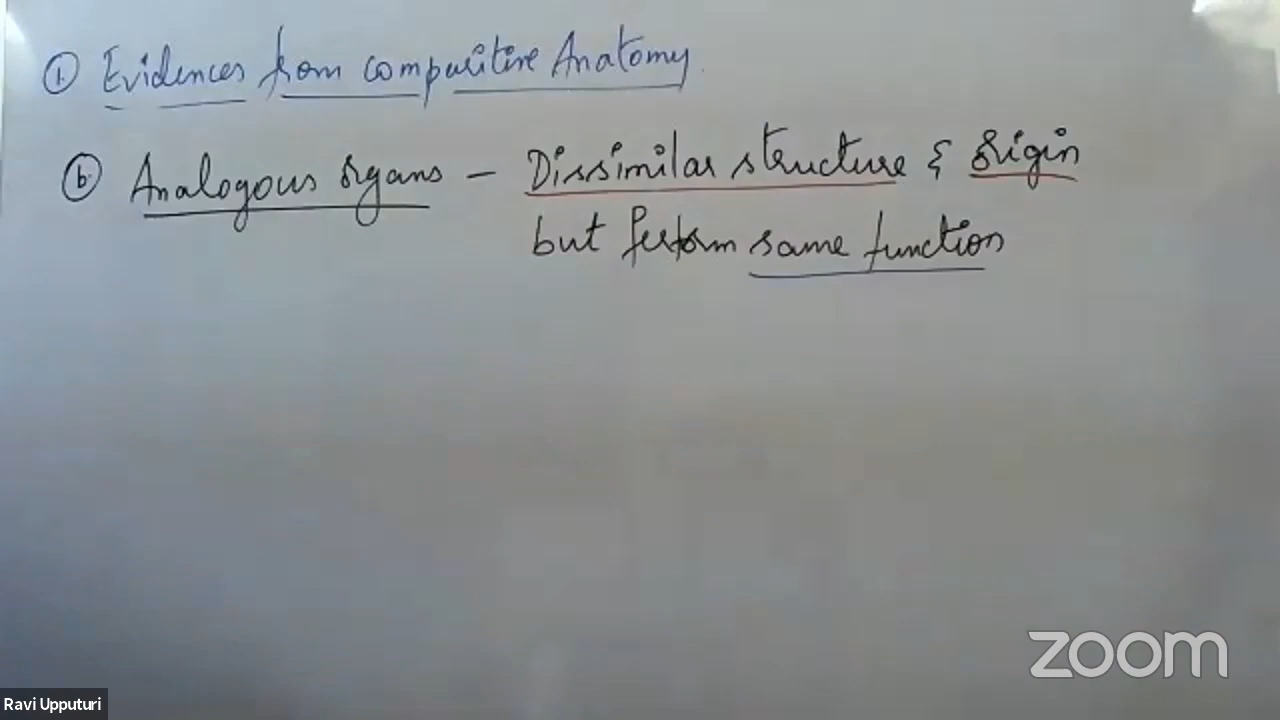 ① Evidences from comparitive Anatomy.
ⓑ Analogous organs – Dissimilar structure & origin
but perform same function
zoom
Ravi Upputuri